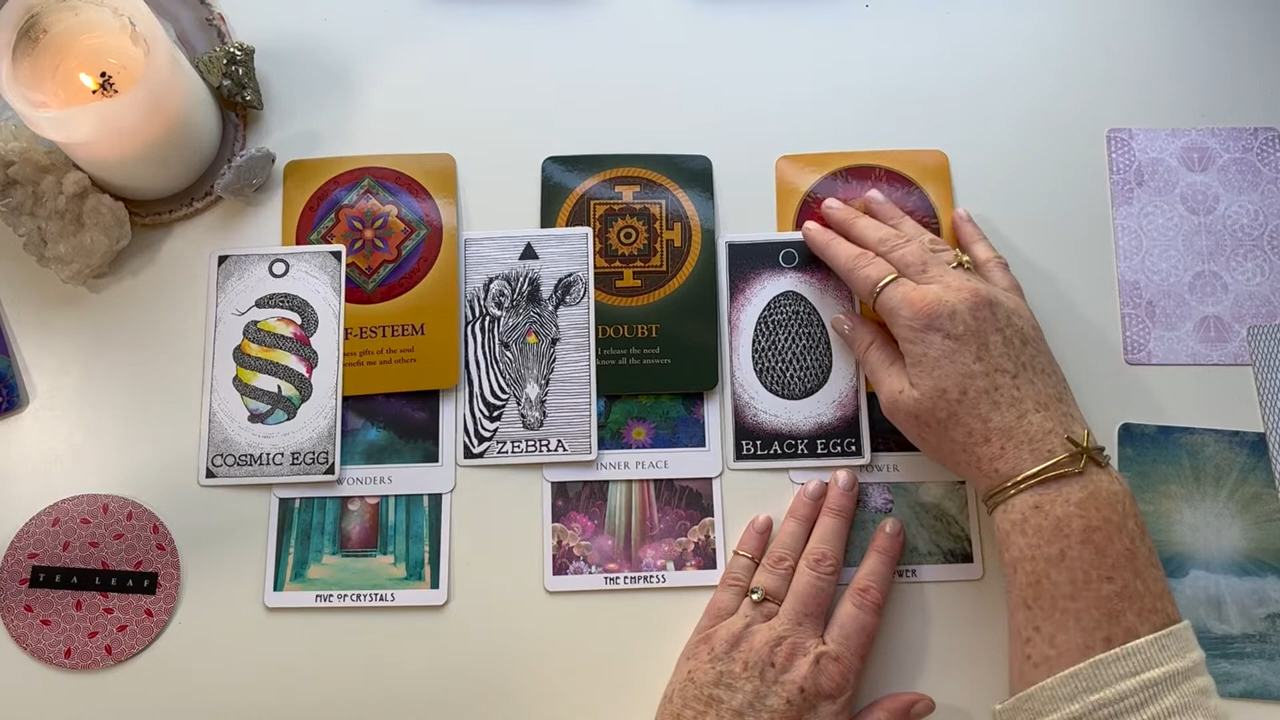 F-ESTEEM
gifts of the soul
benefit me and others
DOUBT
I release the need
know all the answers
COSMIC EGG
ZEBRA
BLACK EGG
WONDERS
INNER PEACE
POWER
TEA LEAF
FIVE OF CRYSTALS
THE EMPRESS
OWER